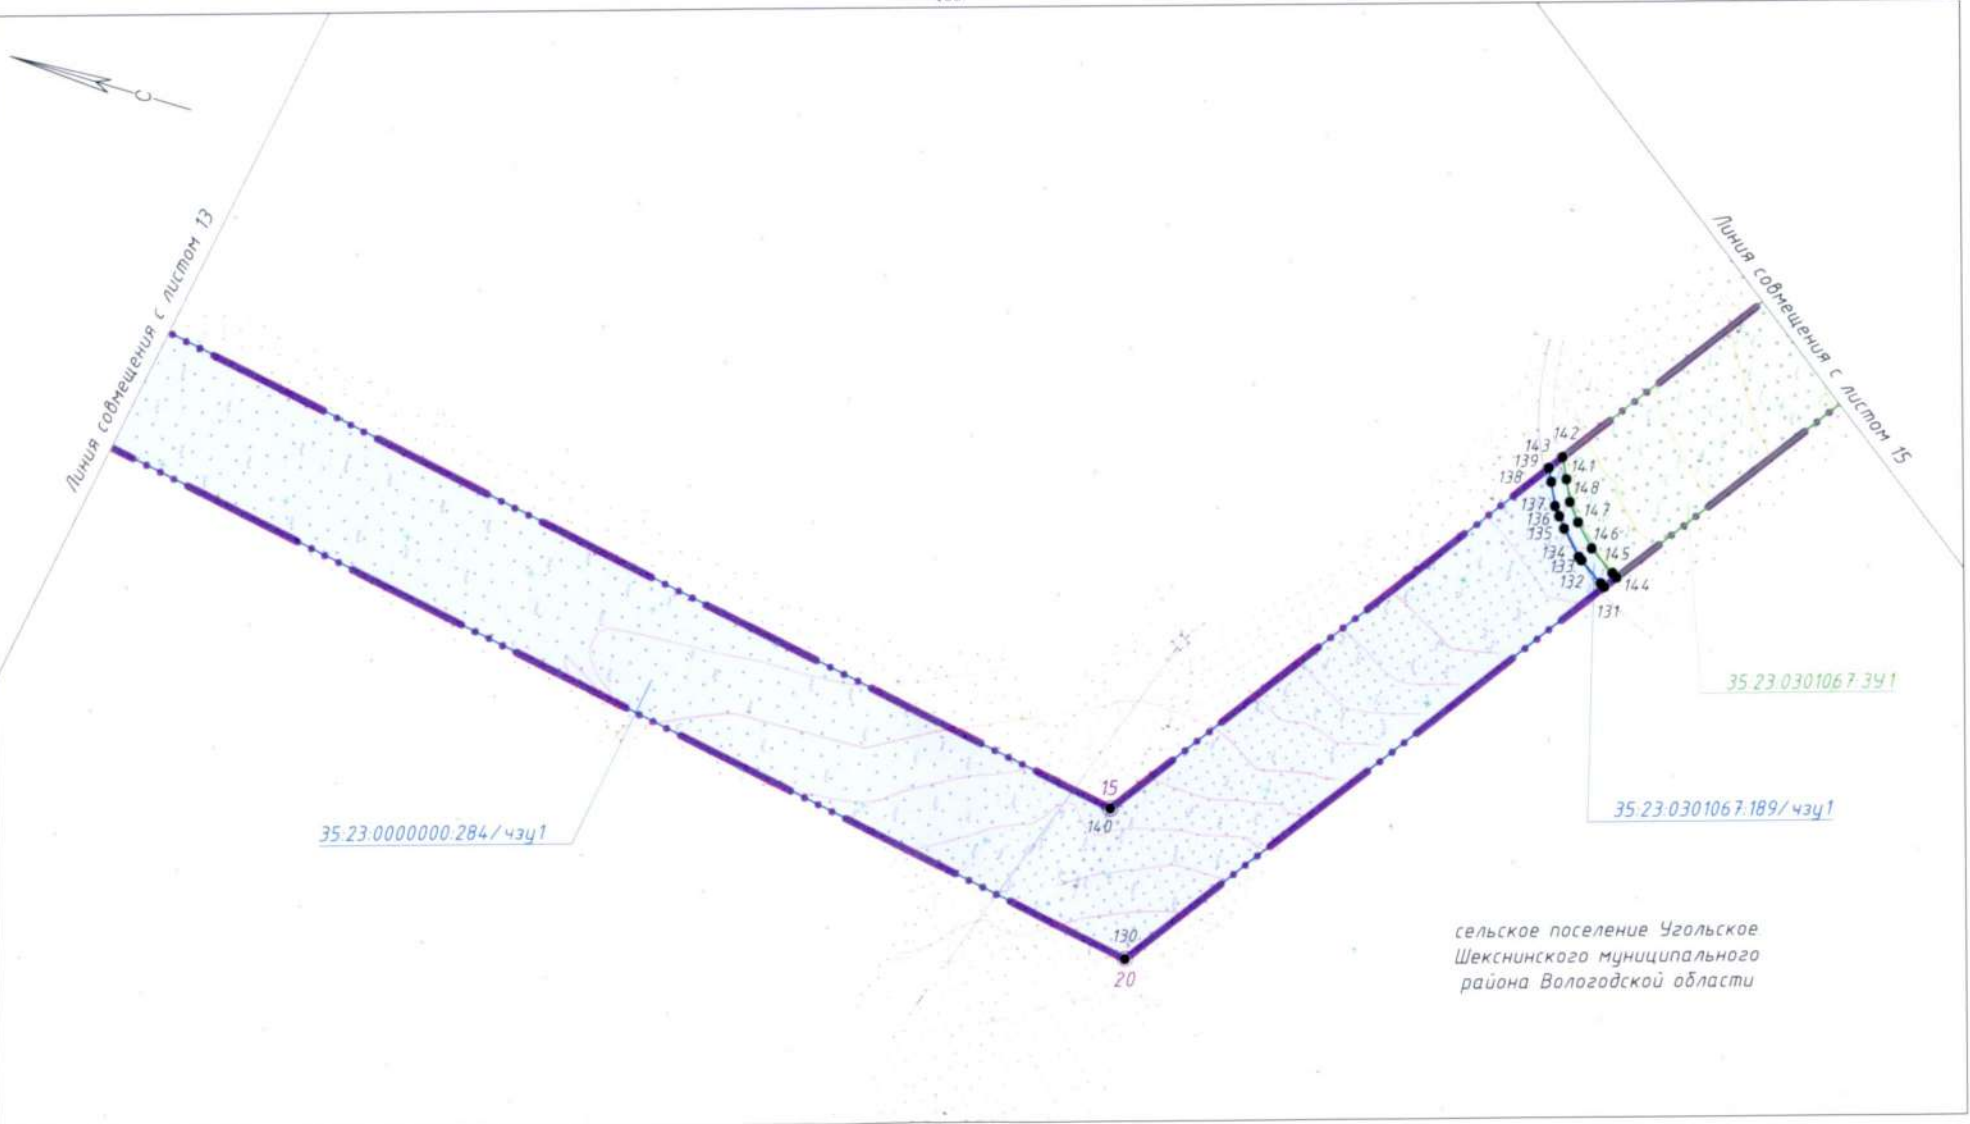 С
Линия совмещения с листом 13
Линия совмещения с листом 15
142
143
139
141
138
148
137
147
136
135
146
134
145
133
132
144
131
35:23:0301067:ЗУ1
15
140
35:23:0301067:189/чзу1
35:23:0000000:284/чзу1
130
20
сельское поселение Угольское
Шекснинского муниципального
района Вологодской области